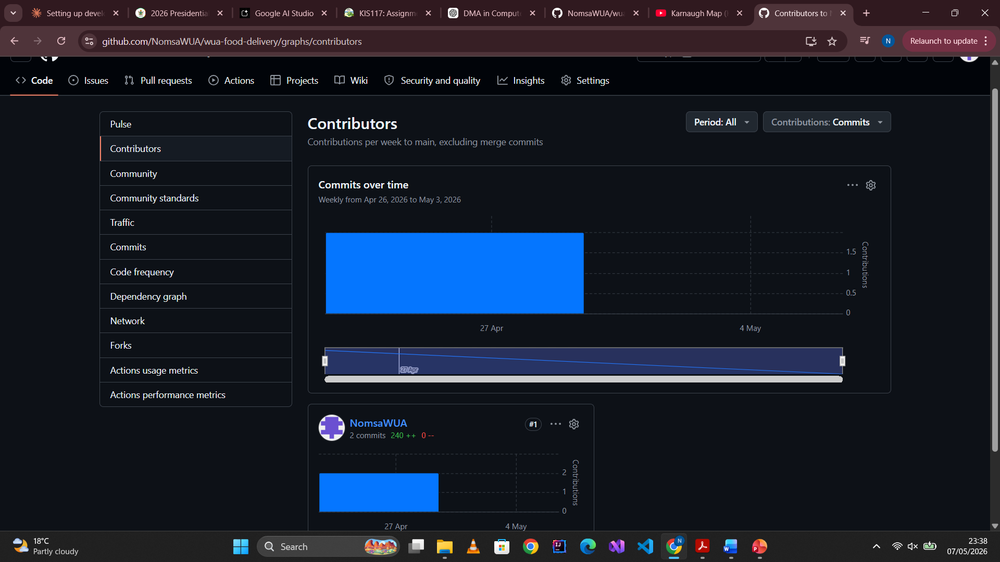 Setting up devel
2026 Presidentia
Google AI Studio
KIS117: Assignm
DMA in Compute
NomsaWUA/wua
Karnaugh Map (
Contributors to
github.com/NomsaWUA/wua-food-delivery/graphs/contributors
N
Relaunch to update
Code
Issues
Pull requests
Actions
Projects
Wiki
Security and quality
Insights
Settings
Pulse
Contributors
Community
Community standards
Traffic
Commits
Code frequency
Dependency graph
Network
Forks
Actions usage metrics
Actions performance metrics
Contributors
Contributions per week to main, excluding merge commits
Period: All
Contributions: Commits
Commits over time
Weekly from Apr 26, 2026 to May 3, 2026
1.5
1
0.5
0
Contributions
27 Apr
4 May
27 Apr
NomsaWUA
2 commits 240 ++ 0 --
#1
2
1
0
Contributions
27 Apr
4 May
18°C
Partly cloudy
Search
23:38
07/05/2026